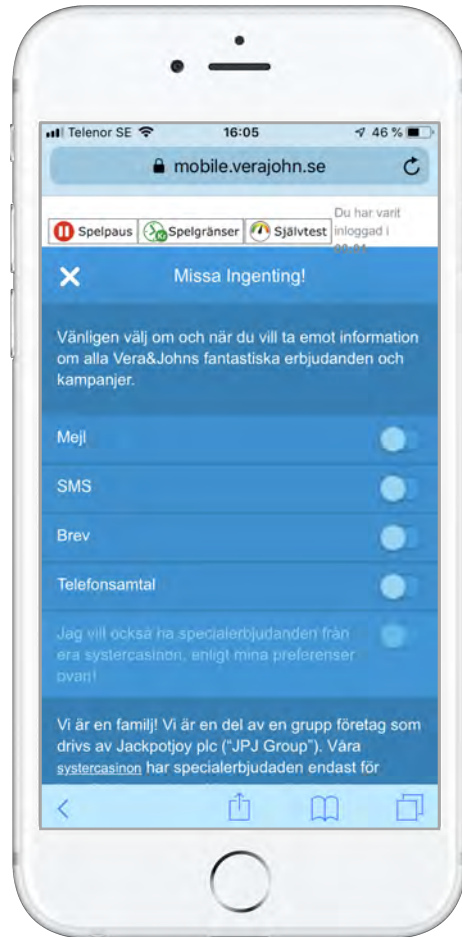 Telenor SE 16:05 46 %
mobile.verajohn.se
Du har varit
Spelpaus Spelgränser Självtest inloggad i
Missa Ingenting!
Vänligen välj om och när du vill ta emot information
om alla Vera&Johns fantastiska erbjudanden och
kampanjer.
Mejl
SMS
Brev
Telefonsamtal
Jag vill också ha specialerbjudanden från
era systercasinon, enligt mina preferenser
ovan!
Vi är en familj! Vi är en del av en grupp företag som
drivs av Jackpotjoy plc (“JPJ Group”). Våra
systercasinon har specialerbjudaden endast för